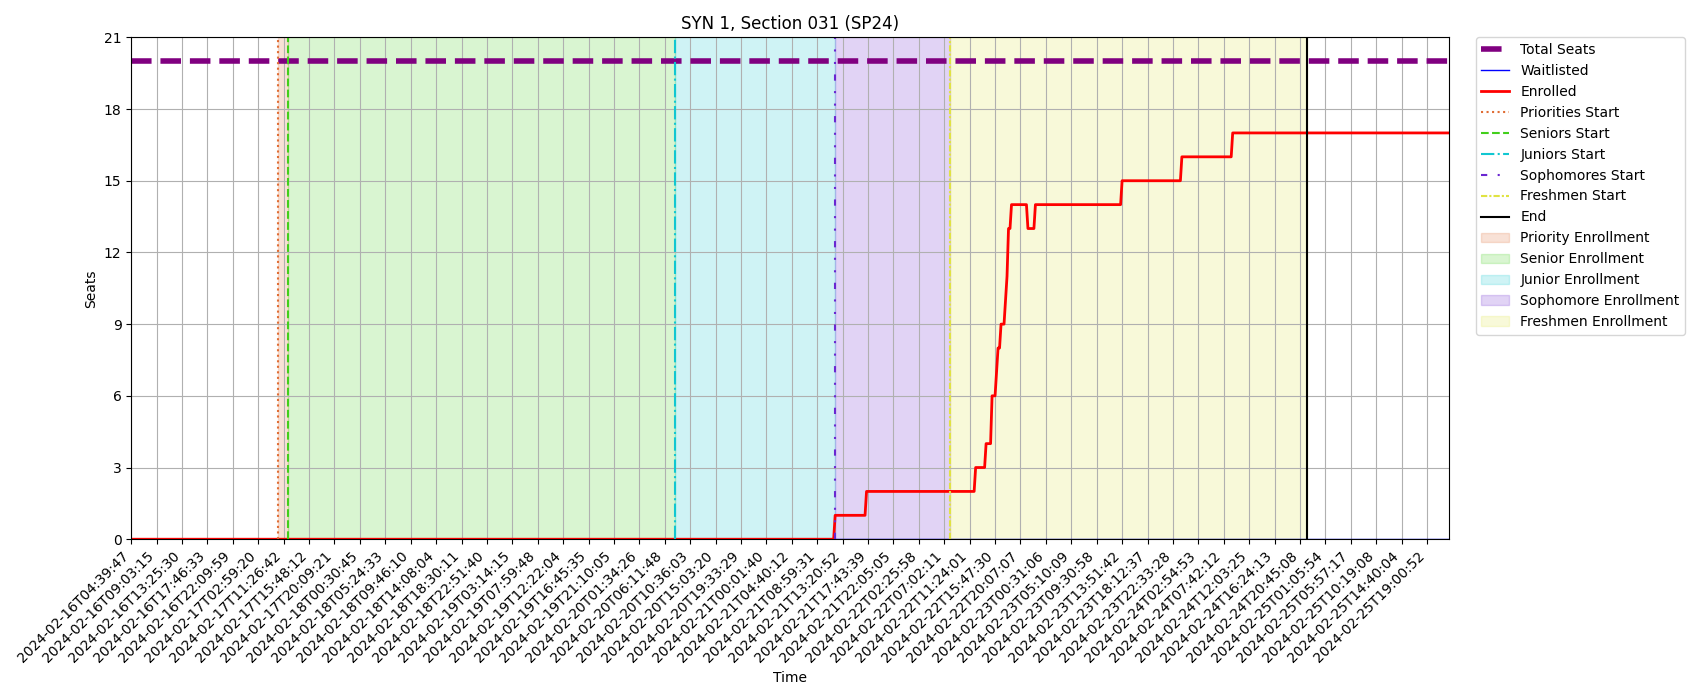 SYN 1, Section 031 (SP24)
21
18
15
12
9
6
3
0
Seats
2024-02-16T04:39:47
2024-02-16T09:03:15
2024-02-16T13:25:30
2024-02-16T17:46:33
2024-02-16T22:09:59
2024-02-17T02:59:20
2024-02-17T11:26:42
2024-02-17T15:48:12
2024-02-17T20:09:21
2024-02-18T00:30:45
2024-02-18T05:24:33
2024-02-18T09:46:10
2024-02-18T14:08:04
2024-02-18T18:30:11
2024-02-18T22:51:40
2024-02-19T03:14:15
2024-02-19T07:59:48
2024-02-19T12:22:04
2024-02-19T16:45:35
2024-02-19T21:10:05
2024-02-20T01:34:26
2024-02-20T06:11:48
2024-02-20T10:36:03
2024-02-20T15:03:20
2024-02-20T19:33:29
2024-02-21T00:01:40
2024-02-21T04:40:12
2024-02-21T08:59:31
2024-02-21T13:20:52
2024-02-21T17:43:39
2024-02-21T22:05:05
2024-02-22T02:25:58
2024-02-22T07:02:11
2024-02-22T11:24:01
2024-02-22T15:47:30
2024-02-22T20:07:07
2024-02-23T00:31:06
2024-02-23T05:10:09
2024-02-23T09:30:58
2024-02-23T13:51:42
2024-02-23T18:12:37
2024-02-23T22:33:28
2024-02-24T02:54:53
2024-02-24T07:42:12
2024-02-24T12:03:25
2024-02-24T16:24:13
2024-02-24T20:45:08
2024-02-25T01:05:54
2024-02-25T05:57:17
2024-02-25T10:19:08
2024-02-25T14:40:04
2024-02-25T19:00:52
Time
Total Seats
Waitlisted
Enrolled
Priorities Start
Seniors Start
Juniors Start
Sophomores Start
Freshmen Start
End
Priority Enrollment
Senior Enrollment
Junior Enrollment
Sophomore Enrollment
Freshmen Enrollment